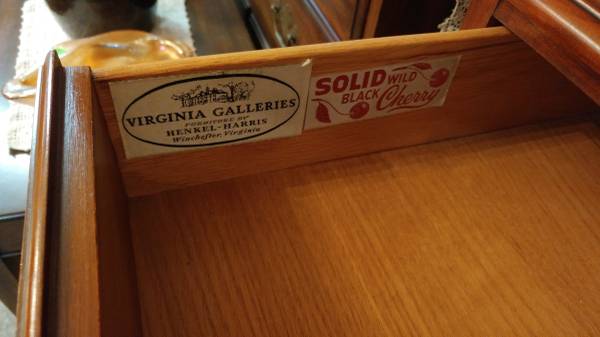 VIRGINIA GALLERIES
FURNITURE BY
HENKEL-HARRIS
Winchester, Virginia
SOLID WILD
BLACK Cherry